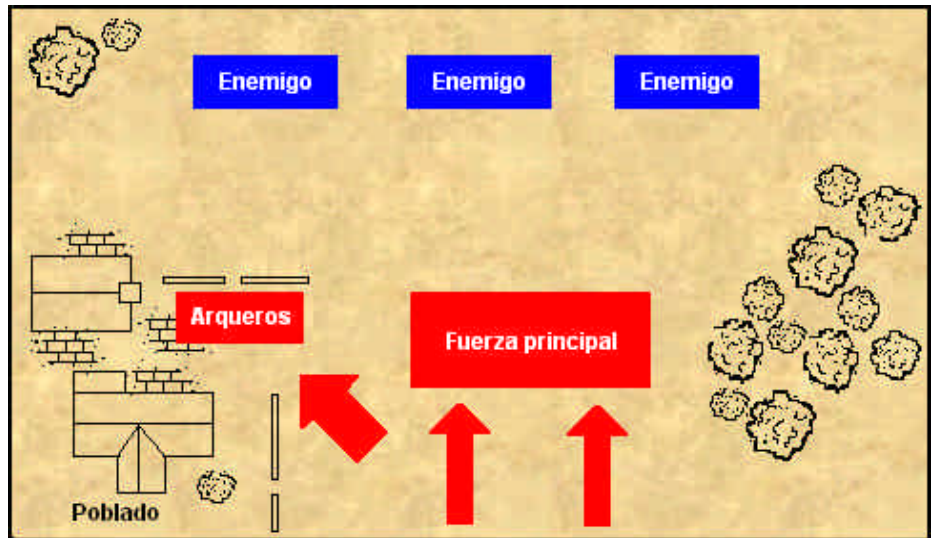 Enemigo
Enemigo
Enemigo
Arqueros
Fuerza principal
Poblado